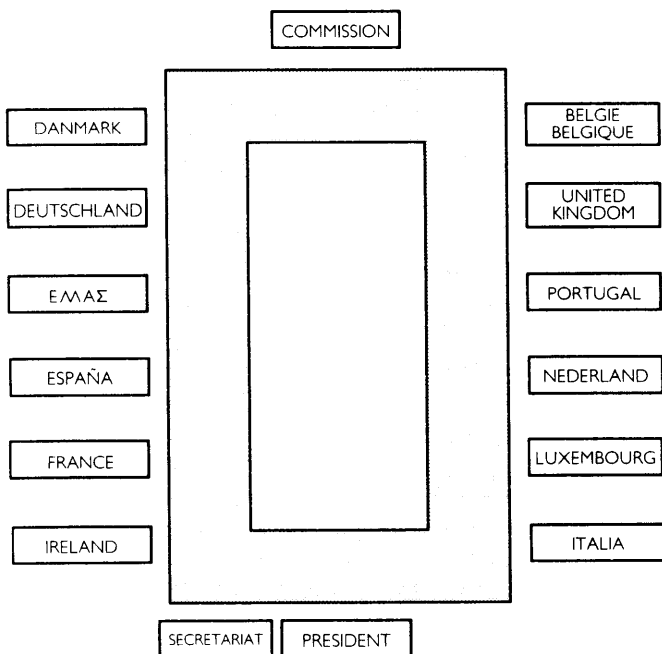 COMMISSION
DANMARK
BELGIE
BELGIQUE
DEUTSCHLAND
UNITED
KINGDOM
ΕΛΛΑΣ
PORTUGAL
ESPAÑA
NEDERLAND
FRANCE
LUXEMBOURG
IRELAND
ITALIA
SECRETARIAT
PRESIDENT